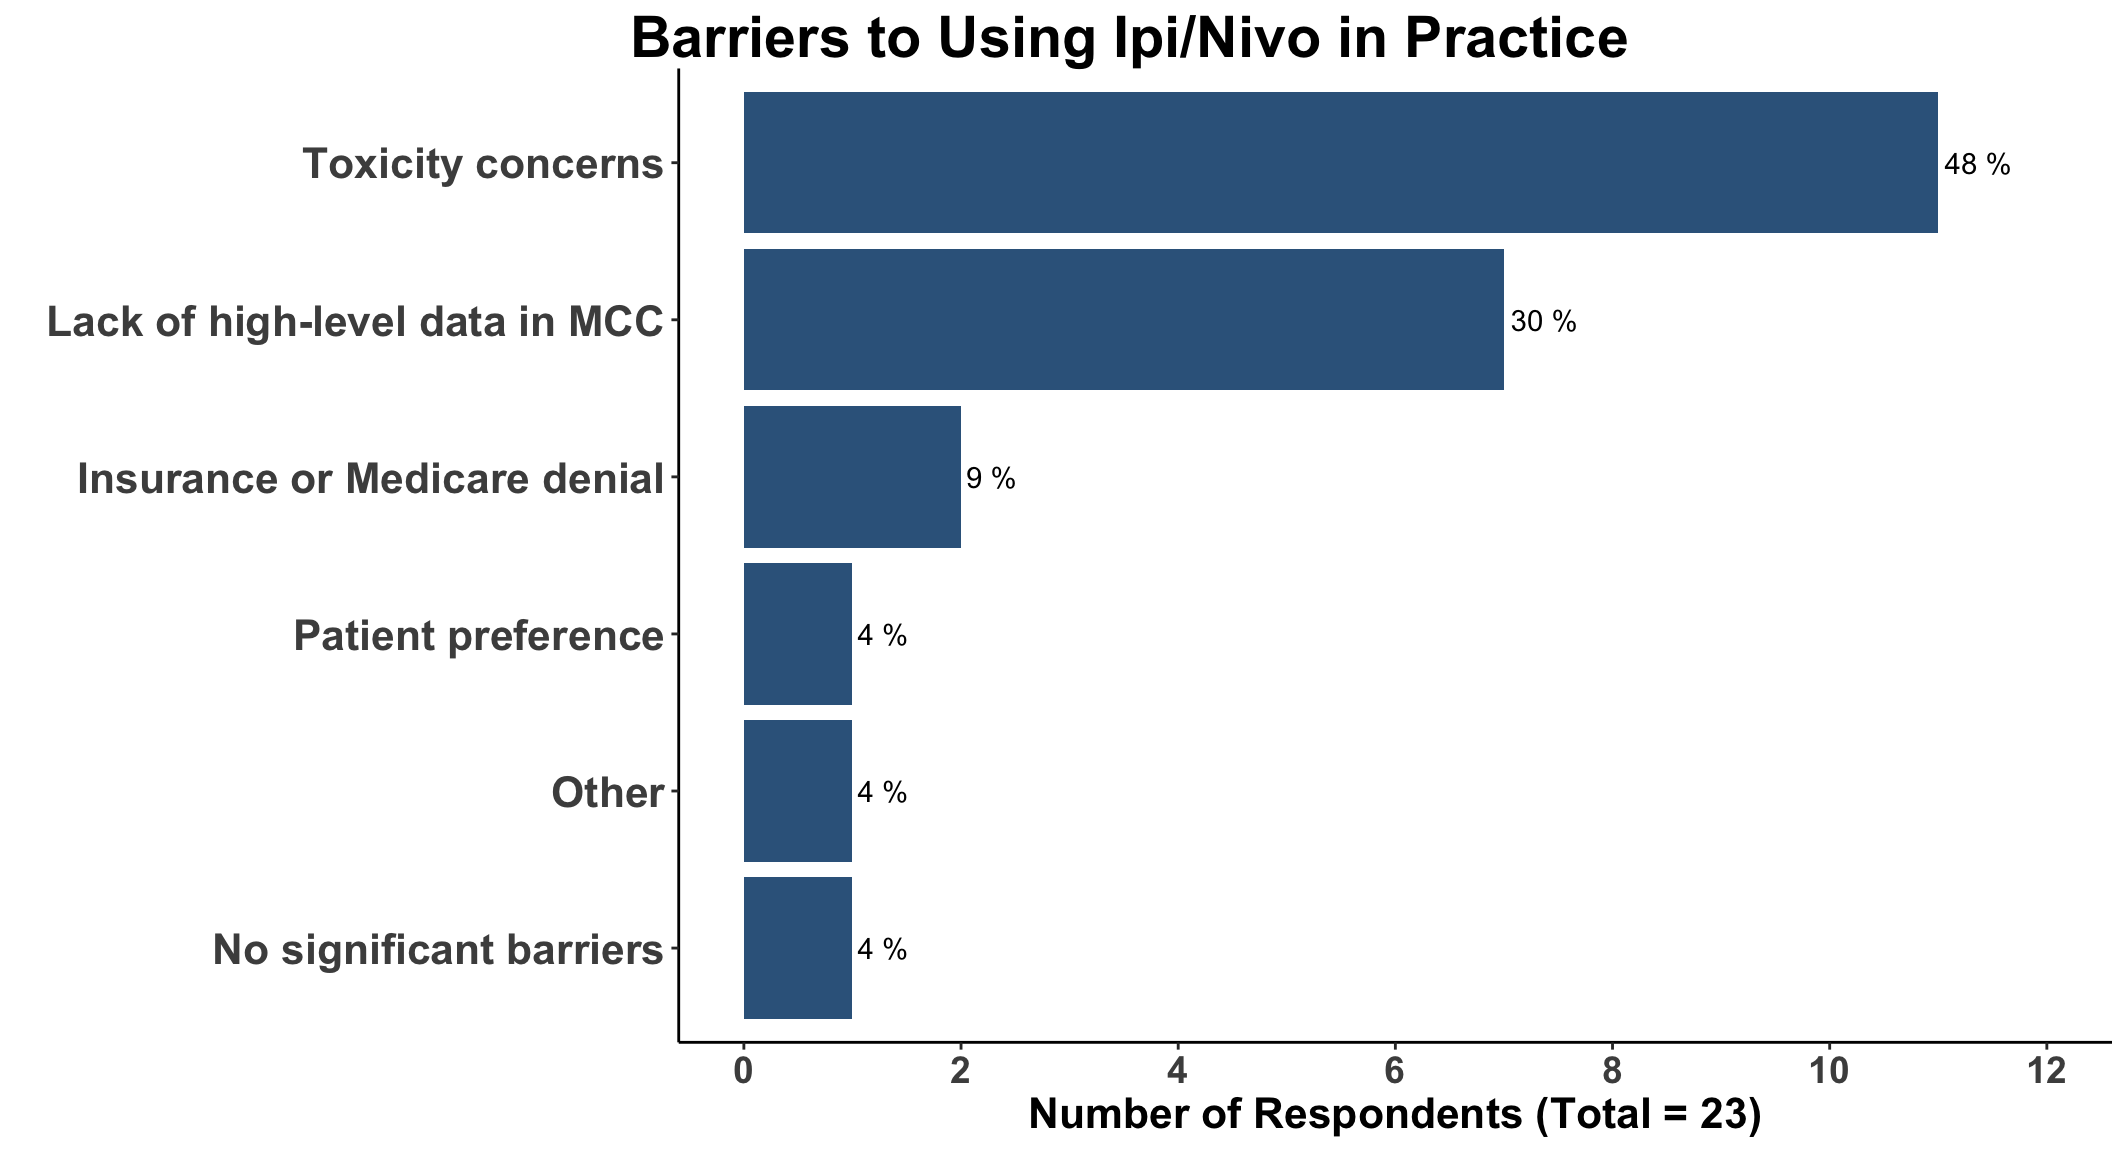 Barriers to Using Ipi/Nivo in Practice
Toxicity concerns
48 %
Lack of high-level data in MCC
30 %
Insurance or Medicare denial
9 %
Patient preference
4 %
Other
4 %
No significant barriers
4 %
0 2 4 6 8 10 12
Number of Respondents (Total = 23)